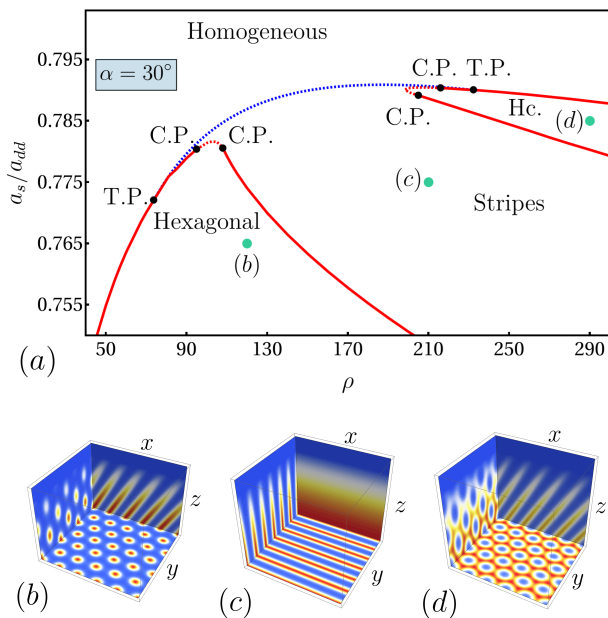 Homogeneous
α = 30°
0.795
0.785
0.775
0.765
0.755
a_s/a_dd
C.P. T.P.
C.P.
Hc.
(d)
C.P. C.P.
T.P.
Hexagonal
(c)
Stripes
(b)
50 90 130 170 210 250 290
(a)
ρ
x
z
y
(b)
x
z
y
(c)
x
z
y
(d)